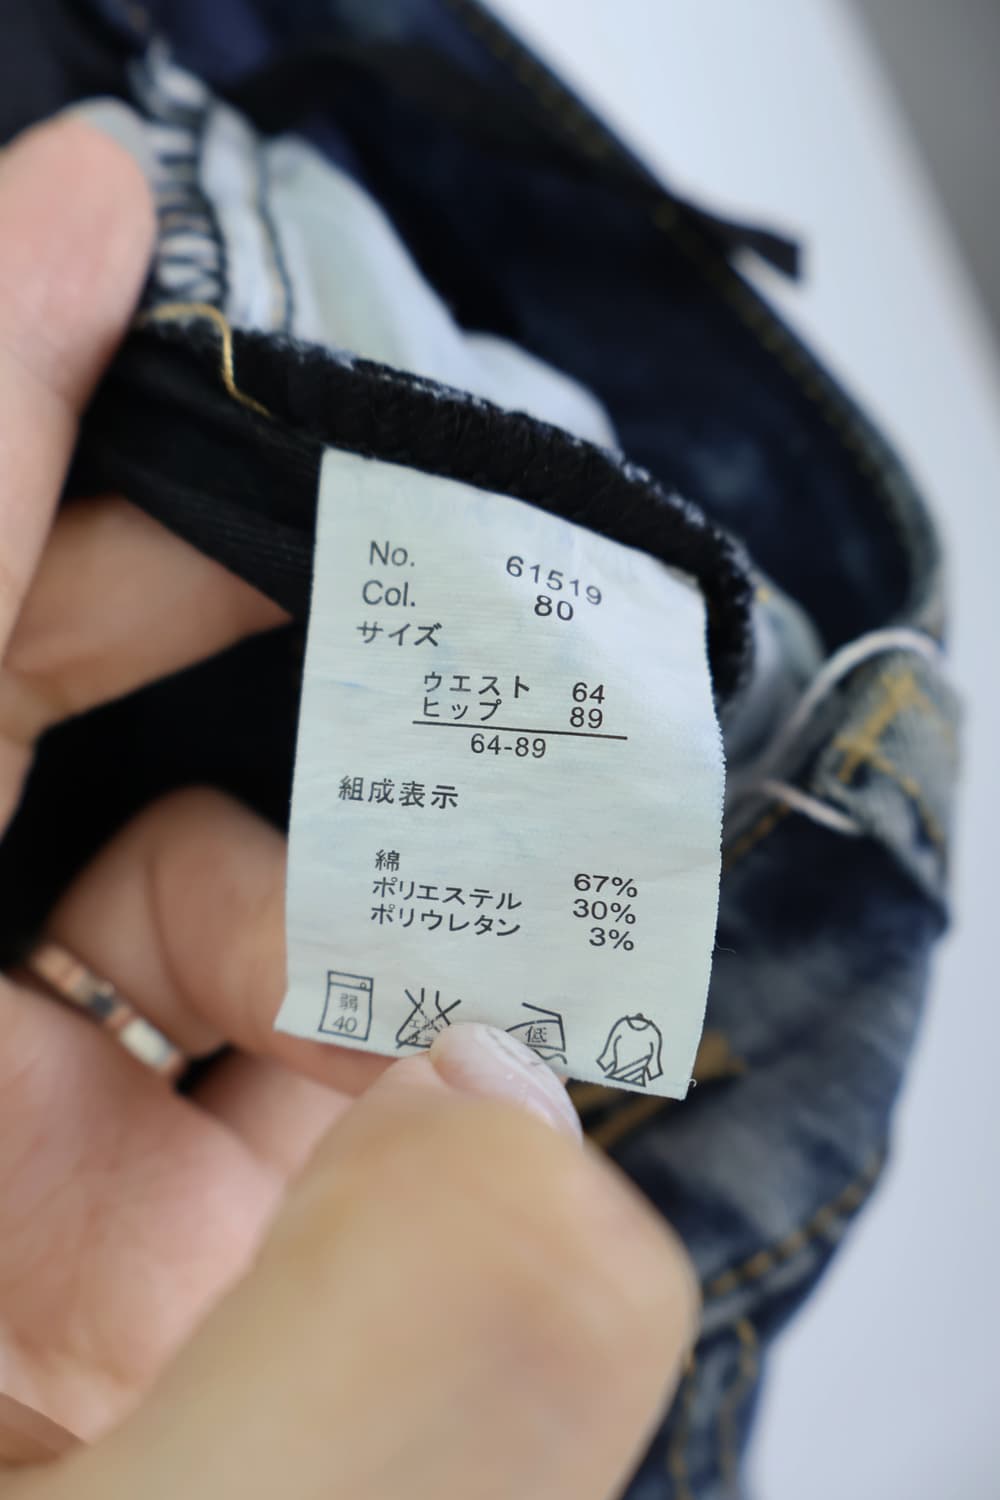 No. 61519
Col. 80
サイズ
ウエスト 64
ヒップ 89
64-89
組成表示
綿 67%
ポリエステル 30%
ポリウレタン 3%
弱 40 低